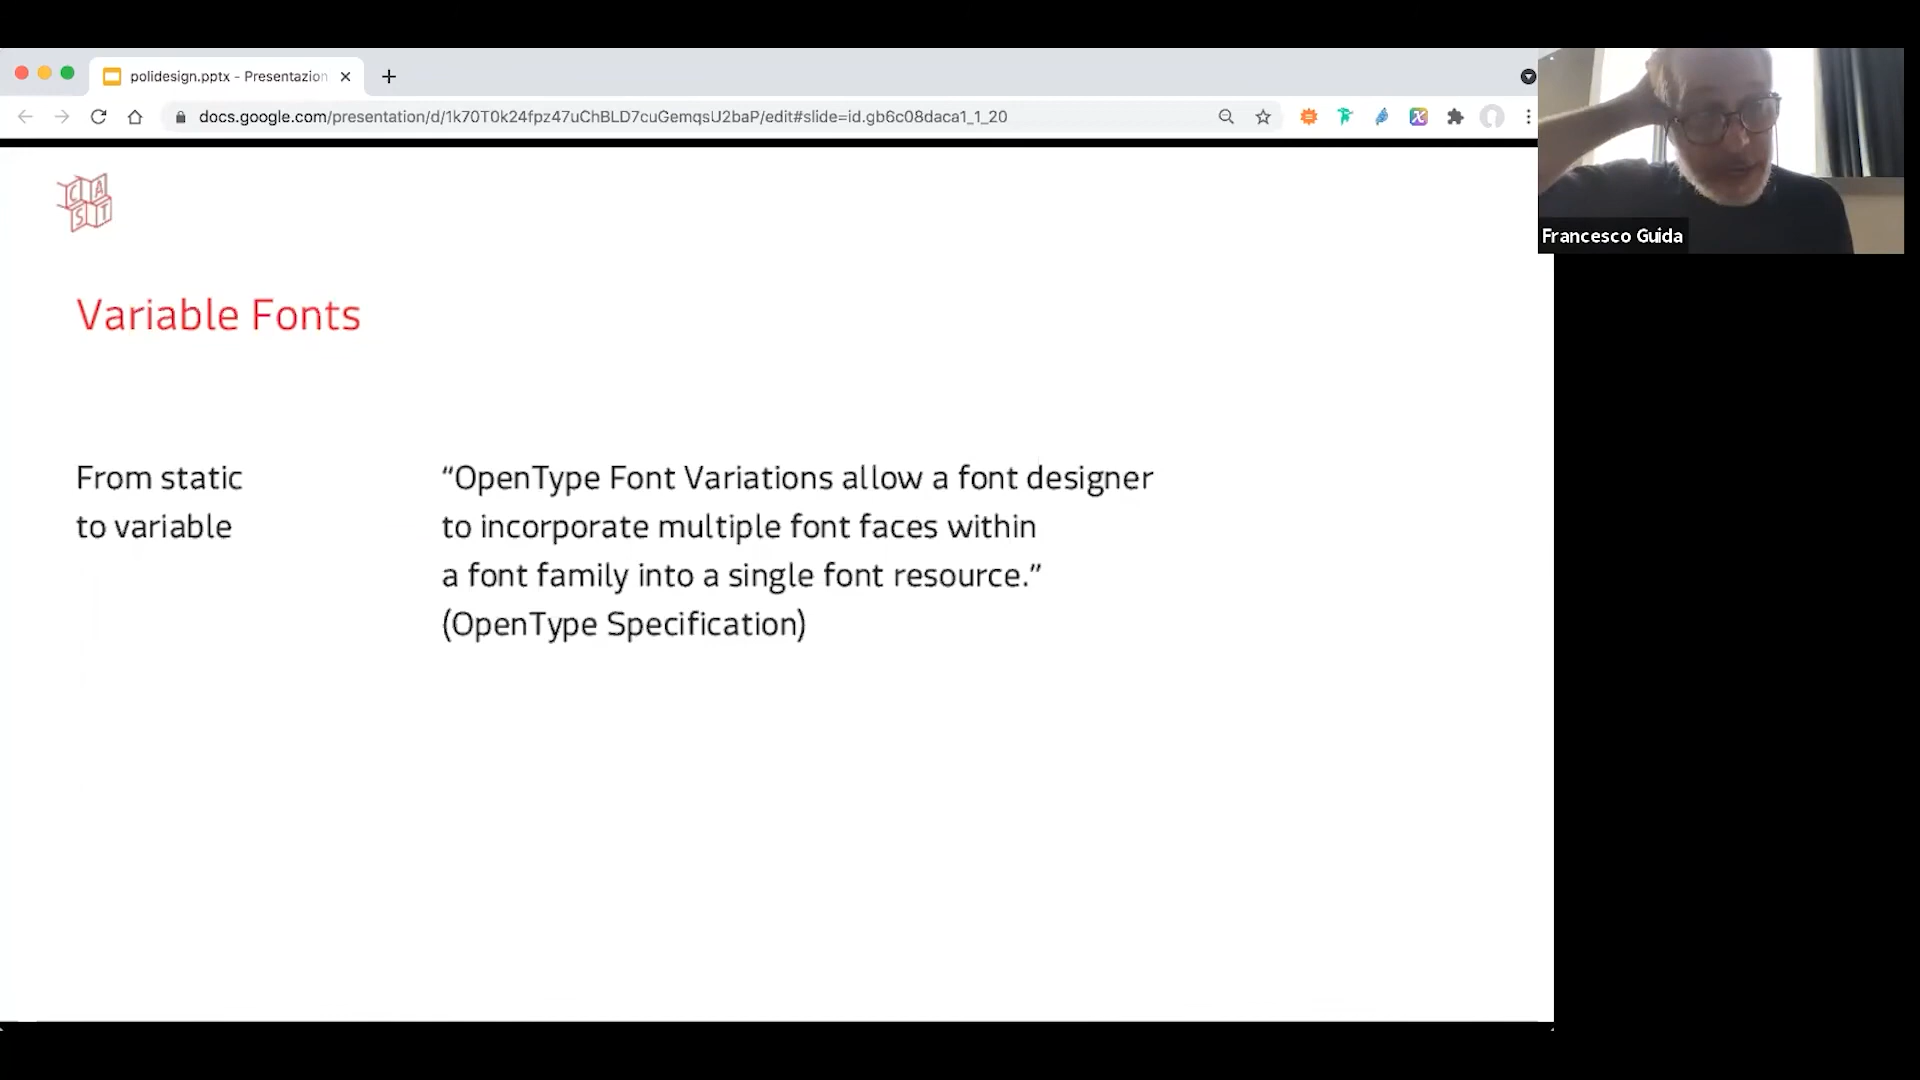 polidesign.pptx - Presentazion
docs.google.com/presentation/d/1k70T0k24fpz47uChBLD7cuGemqsU2baP/edit#slide=id.gb6c08daca1_1_20
Francesco Guida
CAST
Variable Fonts
From static
to variable
“OpenType Font Variations allow a font designer
to incorporate multiple font faces within
a font family into a single font resource.”
(OpenType Specification)